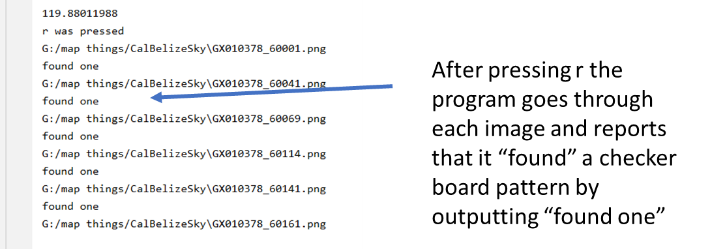 119.88011988
r was pressed
G:/map things/CalBelizeSky\GX010378_60001.png
found one
G:/map things/CalBelizeSky\GX010378_60041.png
found one
G:/map things/CalBelizeSky\GX010378_60069.png
found one
G:/map things/CalBelizeSky\GX010378_60114.png
found one
G:/map things/CalBelizeSky\GX010378_60141.png
found one
G:/map things/CalBelizeSky\GX010378_60161.png
After pressing r the
program goes through
each image and reports
that it “found” a checker
board pattern by
outputting “found one”